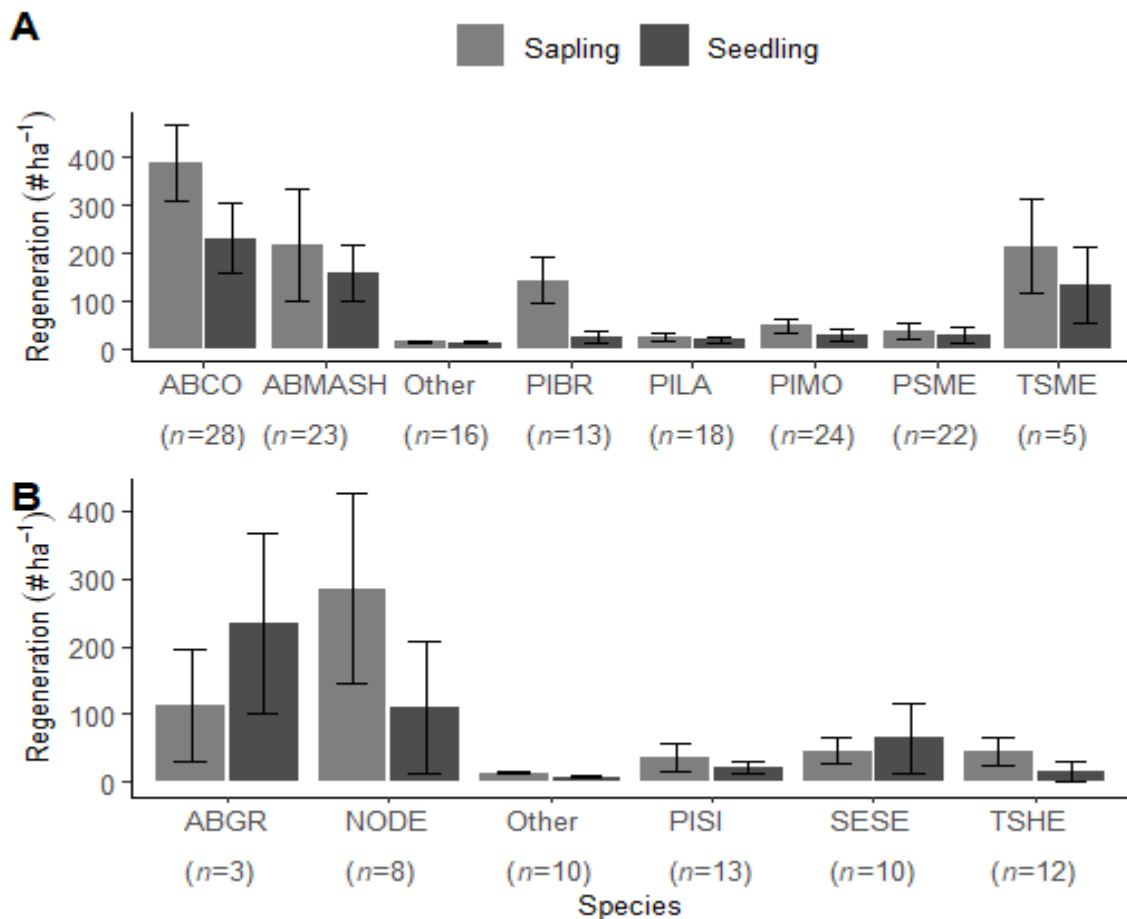 A
Sapling Seedling
Regeneration (# ha⁻¹)
400
300
200
100
0
ABCO ABMASH Other PIBR PILA PIMO PSME TSME
(n=28) (n=23) (n=16) (n=13) (n=18) (n=24) (n=22) (n=5)
B
Regeneration (# ha⁻¹)
400
300
200
100
0
ABGR NODE Other PISI SESE TSHE
(n=3) (n=8) (n=10) (n=13) (n=10) (n=12)
Species